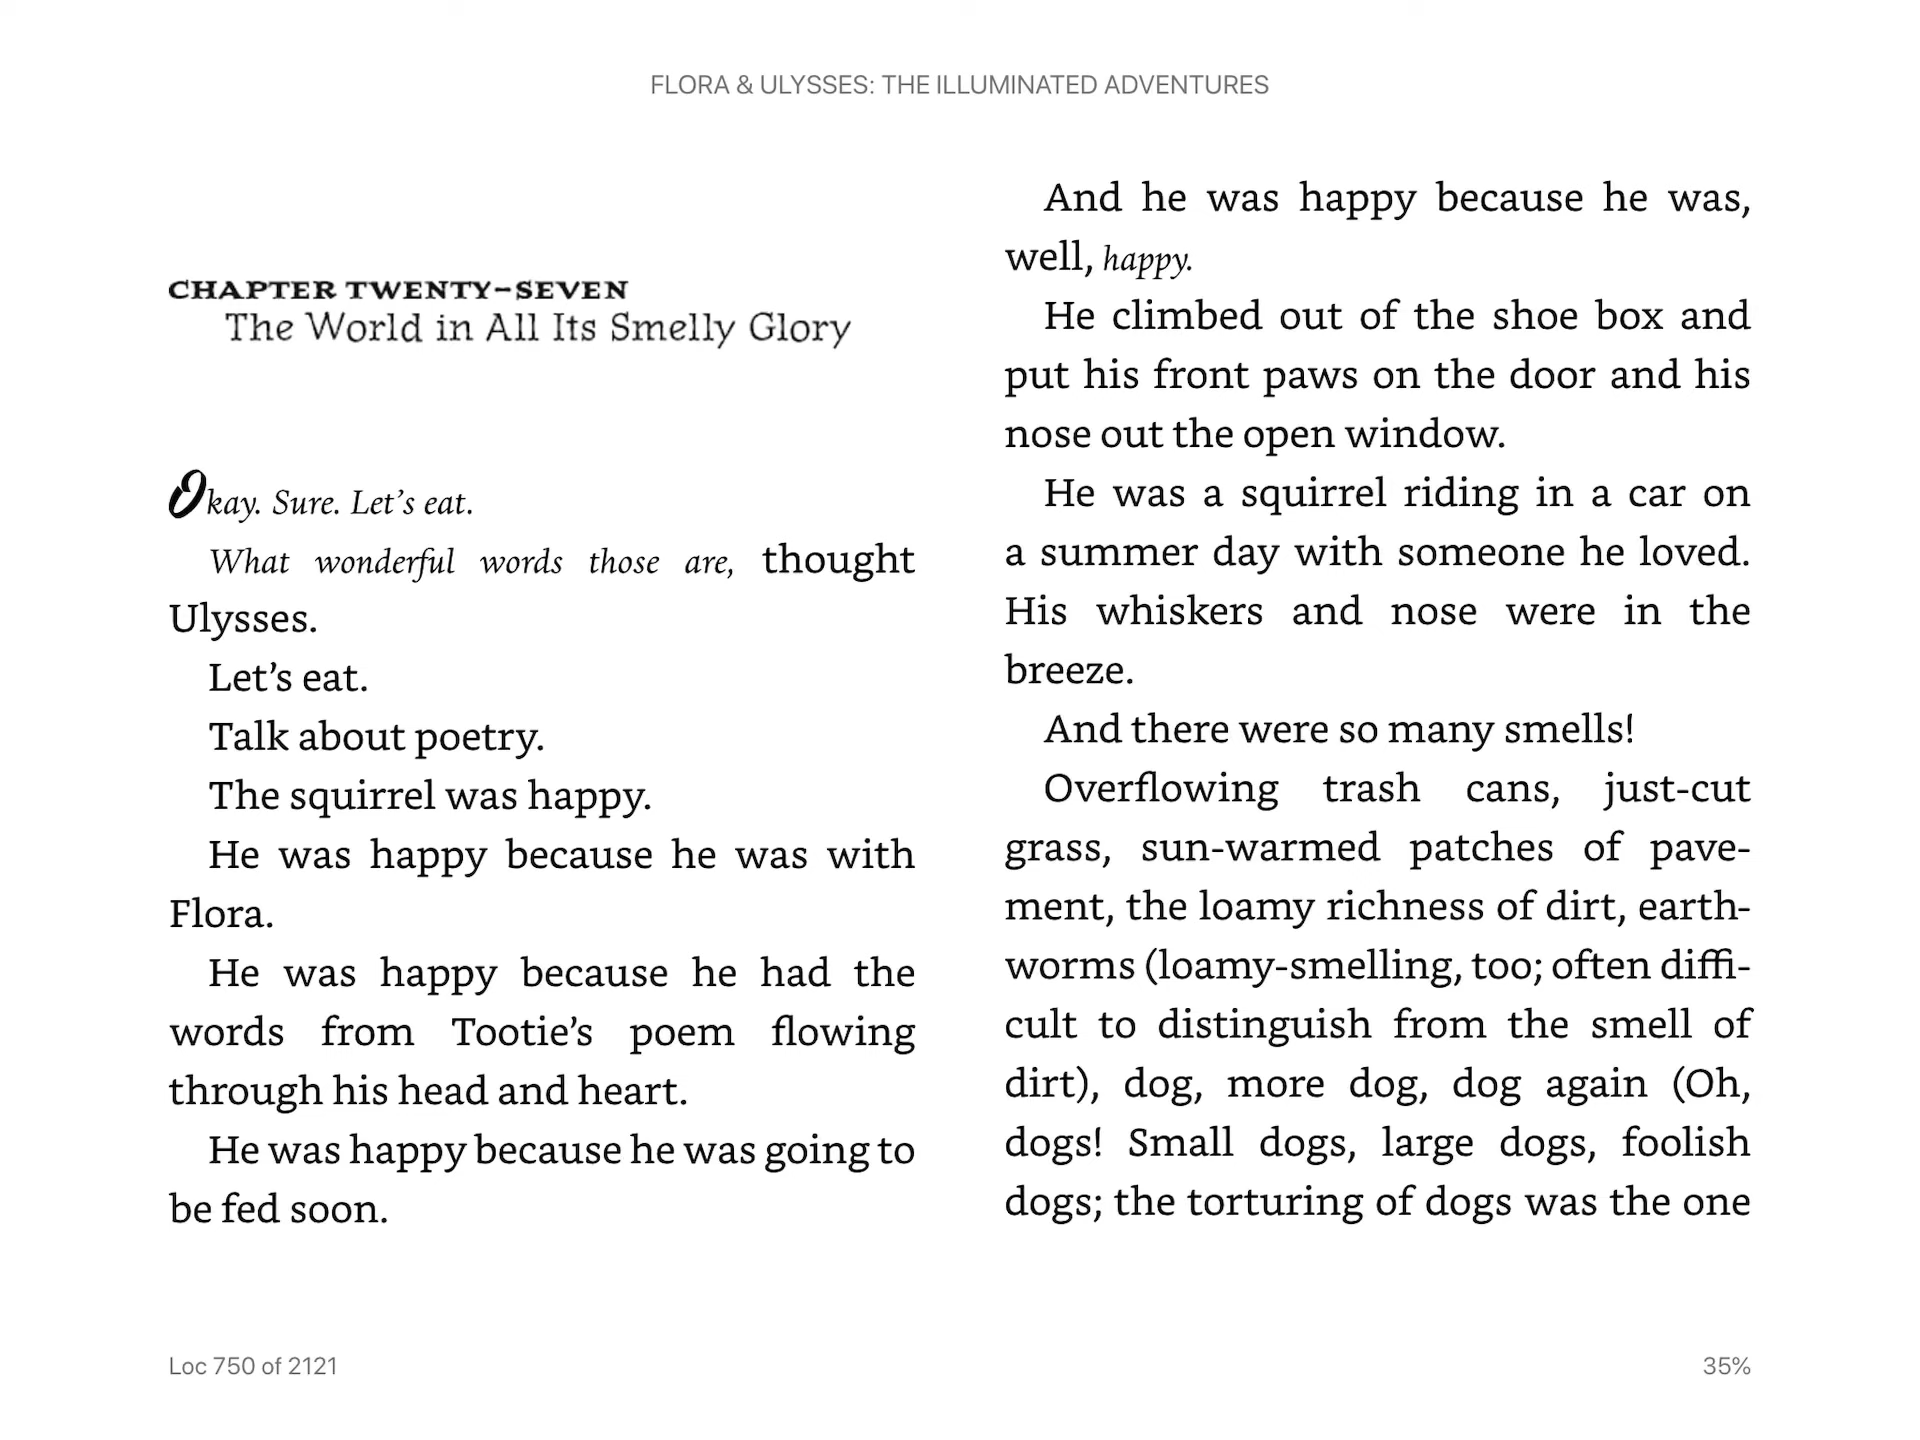 FLORA & ULYSSES: THE ILLUMINATED ADVENTURES
CHAPTER TWENTY-SEVEN
The World in All Its Smelly Glory
Okay. Sure. Let’s eat.
What wonderful words those are, thought
Ulysses.
Let’s eat.
Talk about poetry.
The squirrel was happy.
He was happy because he was with
Flora.
He was happy because he had the
words from Tootie’s poem flowing
through his head and heart.
He was happy because he was going to
be fed soon.
And he was happy because he was,
well, happy.
He climbed out of the shoe box and
put his front paws on the door and his
nose out the open window.
He was a squirrel riding in a car on
a summer day with someone he loved.
His whiskers and nose were in the
breeze.
And there were so many smells!
Overflowing trash cans, just-cut
grass, sun-warmed patches of pave-
ment, the loamy richness of dirt, earth-
worms (loamy-smelling, too; often diffi-
cult to distinguish from the smell of
dirt), dog, more dog, dog again (Oh,
dogs! Small dogs, large dogs, foolish
dogs; the torturing of dogs was the one
Loc 750 of 2121
35%